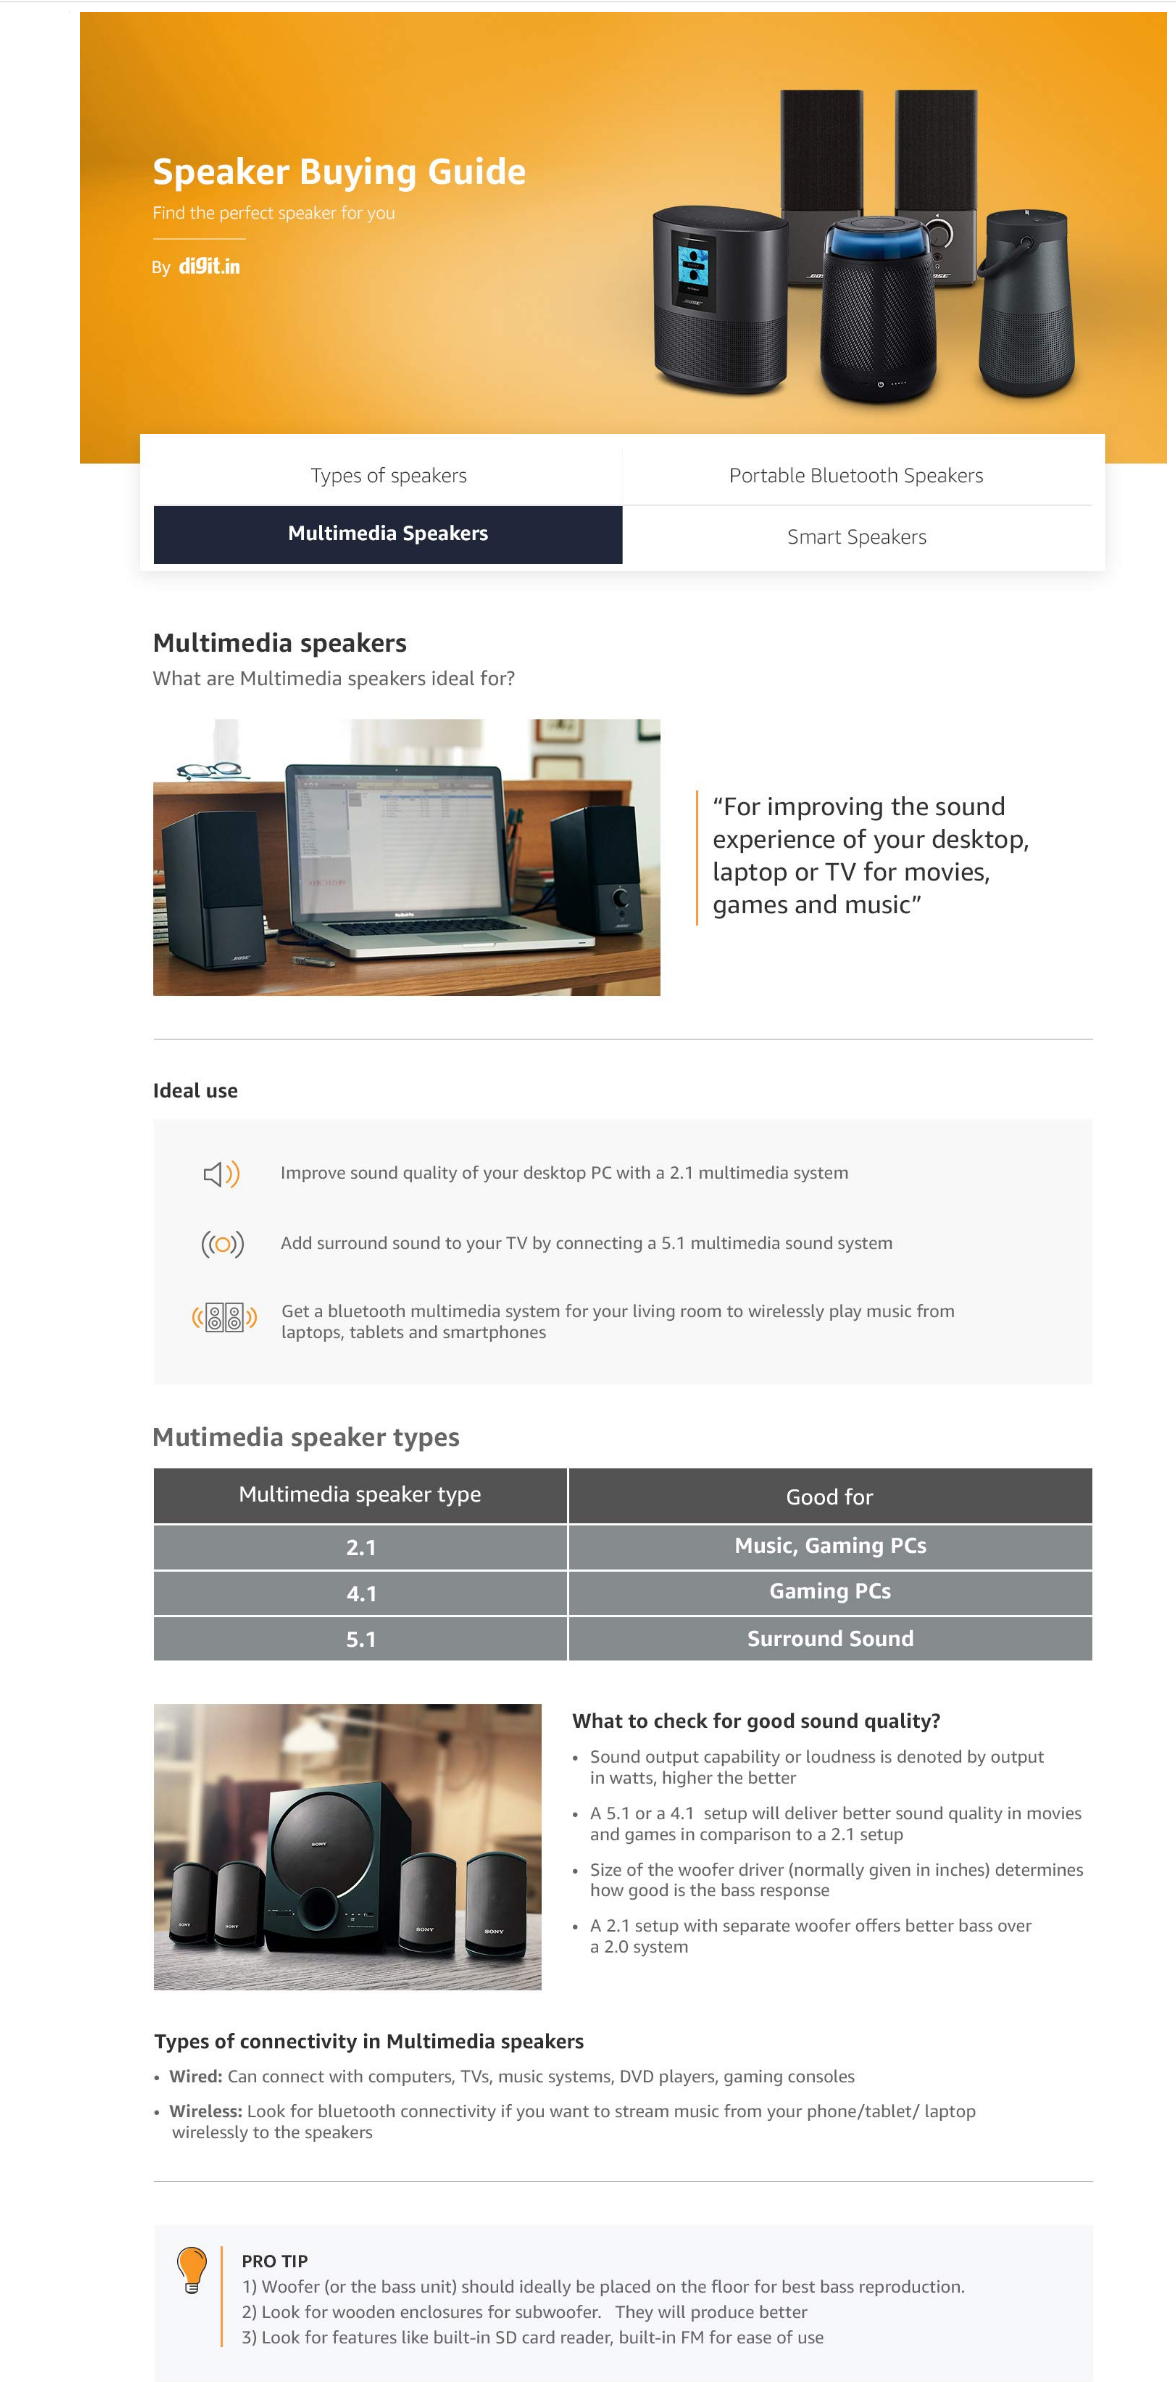 Speaker Buying Guide
Find the perfect speaker for you
By digit.in
BOSE
Types of speakers
Portable Bluetooth Speakers
Multimedia Speakers
Smart Speakers
Multimedia speakers
What are Multimedia speakers ideal for?
“For improving the sound
experience of your desktop,
laptop or TV for movies,
games and music”
MacBook Pro
BOSE
BOSE
Ideal use
Improve sound quality of your desktop PC with a 2.1 multimedia system
Add surround sound to your TV by connecting a 5.1 multimedia sound system
Get a bluetooth multimedia system for your living room to wirelessly play music from
laptops, tablets and smartphones
Mutimedia speaker types
Multimedia speaker type
Good for
2.1
Music, Gaming PCs
4.1
Gaming PCs
5.1
Surround Sound
What to check for good sound quality?
• Sound output capability or loudness is denoted by output
in watts, higher the better
• A 5.1 or a 4.1 setup will deliver better sound quality in movies
and games in comparison to a 2.1 setup
• Size of the woofer driver (normally given in inches) determines
how good is the bass response
• A 2.1 setup with separate woofer offers better bass over
a 2.0 system
SONY
SONY
SONY
SONY
SONY
Types of connectivity in Multimedia speakers
• Wired: Can connect with computers, TVs, music systems, DVD players, gaming consoles
• Wireless: Look for bluetooth connectivity if you want to stream music from your phone/tablet/ laptop
wirelessly to the speakers
PRO TIP
1) Woofer (or the bass unit) should ideally be placed on the floor for best bass reproduction.
2) Look for wooden enclosures for subwoofer. They will produce better
3) Look for features like built-in SD card reader, built-in FM for ease of use